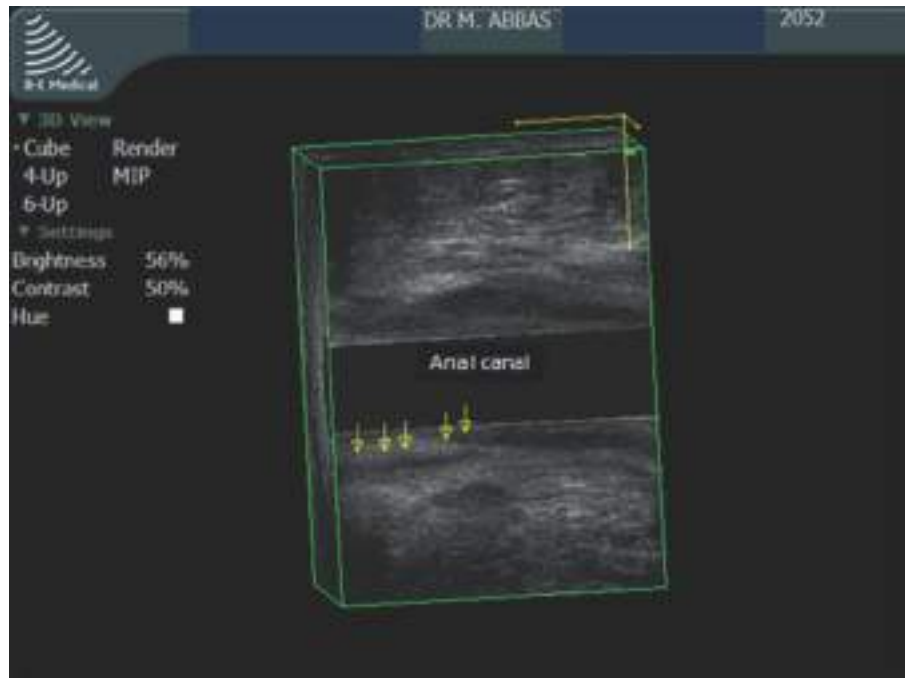 DR M. ABBAS
2052
B-K Medical
▼ 3D View
·Cube Render
4-Up MIP
6-Up
▼ Settings
Brightness 56%
Contrast 50%
Hue
Anal canal